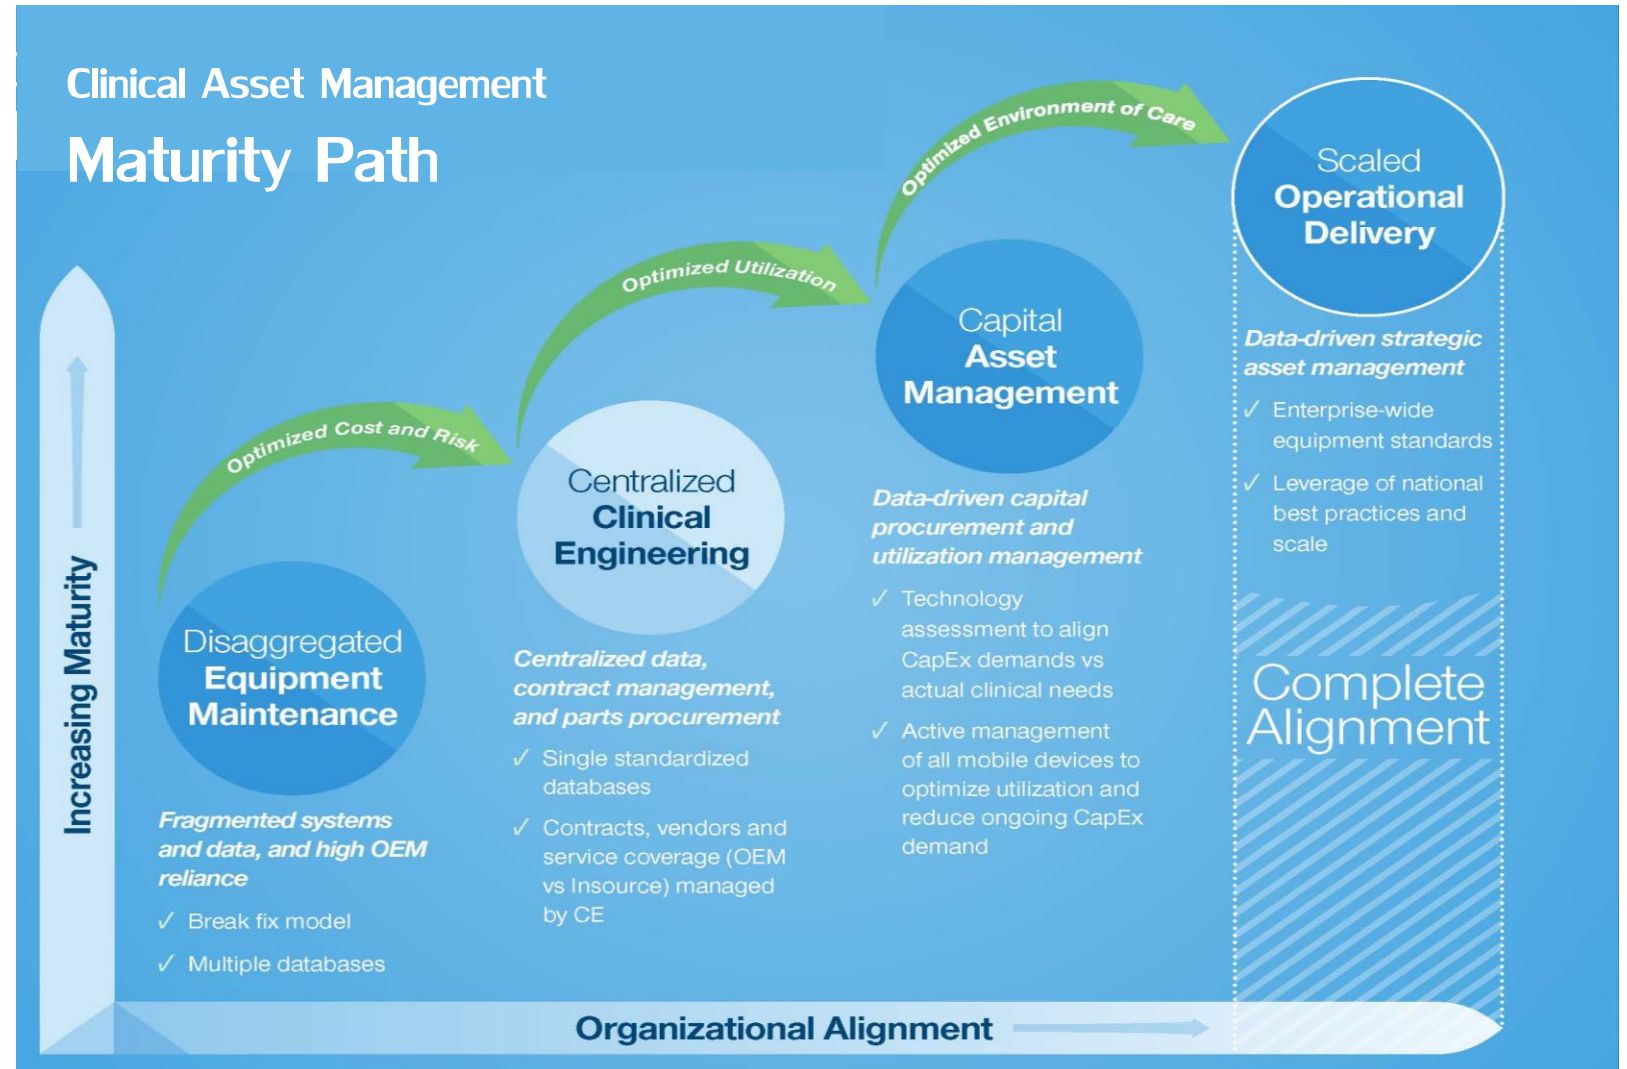 Clinical Asset Management
Maturity Path
Increasing Maturity
Disaggregated
Equipment
Maintenance
Fragmented systems
and data, and high OEM
reliance
✓ Break fix model
✓ Multiple databases
Optimized Cost and Risk
Centralized
Clinical
Engineering
Centralized data,
contract management,
and parts procurement
✓ Single standardized
databases
✓ Contracts, vendors and
service coverage (OEM
vs Insource) managed
by CE
Optimized Utilization
Capital
Asset
Management
Data-driven capital
procurement and
utilization management
✓ Technology
assessment to align
CapEx demands vs
actual clinical needs
✓ Active management
of all mobile devices to
optimize utilization and
reduce ongoing CapEx
demand
Optimized Environment of Care
Scaled
Operational
Delivery
Data-driven strategic
asset management
✓ Enterprise-wide
equipment standards
✓ Leverage of national
best practices and
scale
Complete
Alignment
Organizational Alignment